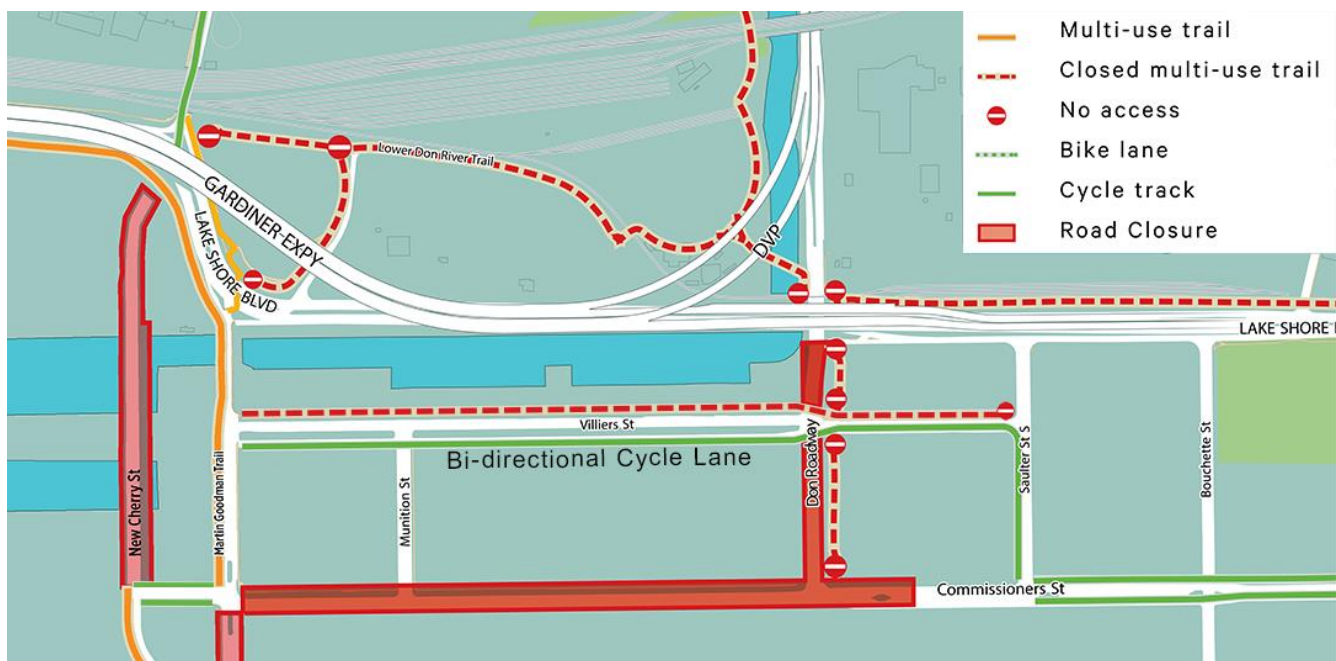 Multi-use trail
Closed multi-use trail
No access
Bike lane
Cycle track
Road Closure
Lower Don River Trail
GARDINER EXPY
LAKE SHORE BLVD
DVP
LAKE SHORE
Villiers St
Bi-directional Cycle Lane
Don Roadway
Saulter St S
Bouchette St
Munition St
Martin Goodman Trail
New Cherry St
Commissioners St